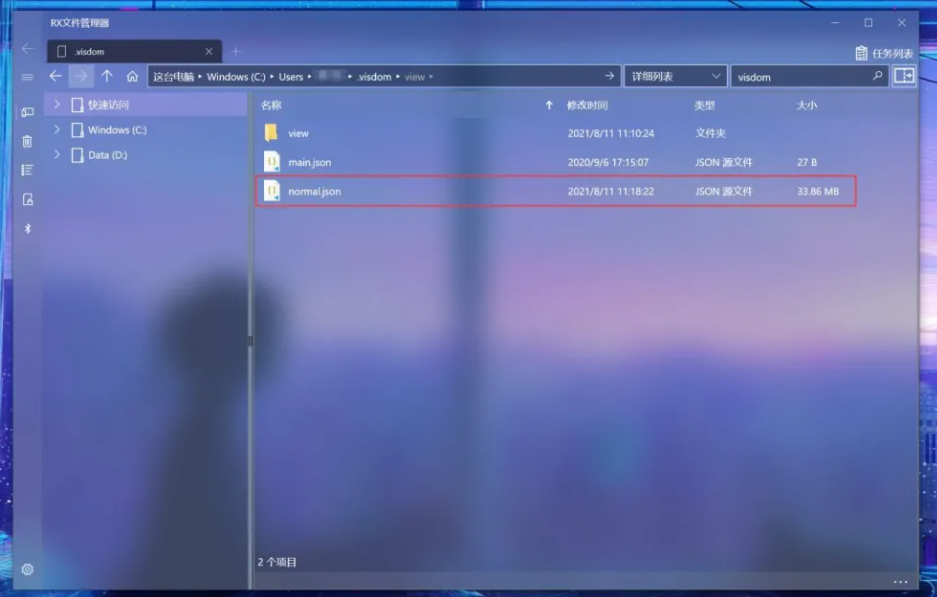 RX文件管理器
.visdom
任务列表
这台电脑 Windows (C:) Users .visdom view 详细列表 visdom
快速访问
Windows (C:)
Data (D:)
名称 修改时间 类型 大小
view 2021/8/11 11:10:24 文件夹
main.json 2020/9/6 17:15:07 JSON 源文件 27 B
normal.json 2021/8/11 11:18:22 JSON 源文件 33.86 MB
2 个项目